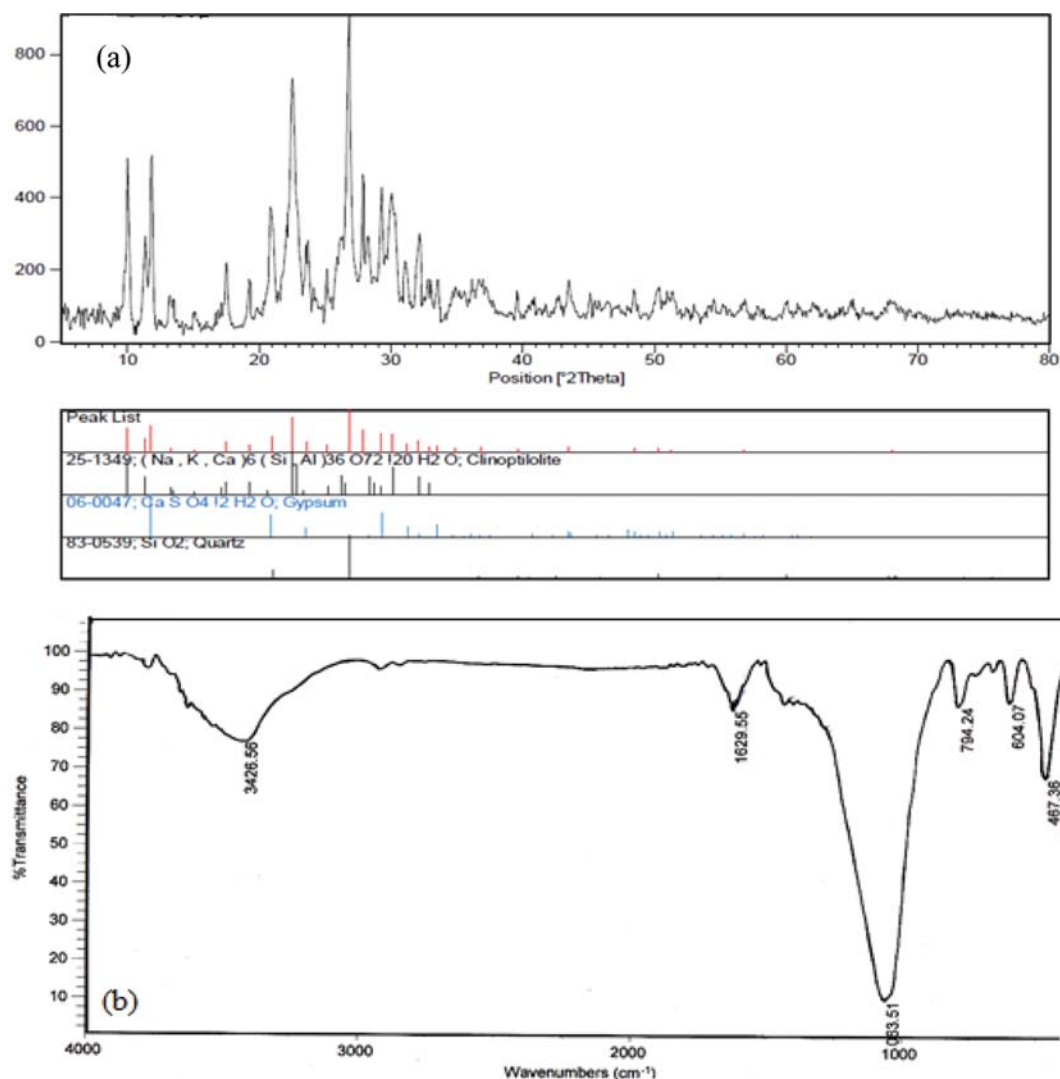 (a)
800
600
400
200
0
10 20 30 40 50 60 70 80
Position [°2Theta]
Peak List
25-1349; ( Na , K , Ca )6 ( Si , Al )36 O72 !20 H2 O; Clinoptilolite
06-0047; Ca S O4 !2 H2 O; Gypsum
83-0539; Si O2; Quartz
100
90
80
70
60
50
40
30
20
10
%Transmittance
3426.56
1629.55
1083.51
794.24
604.07
467.36
(b)
4000 3000 2000 1000
Wavenumbers (cm-1)